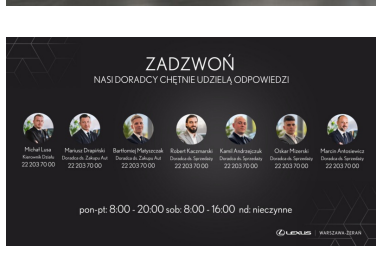 ZADZWOŃ
NASI DORADCY CHĘTNIE UDZIELĄ ODPOWIEDZI
Michał Lusa
Kierownik Działu
22 203 70 00
Mariusz Drapiński
Doradca ds. Zakupu Aut
22 203 70 00
Bartłomiej Matyszczak
Doradca ds. Zakupu Aut
22 203 70 00
Robert Kaczmarski
Doradca ds. Sprzedaży
22 203 70 00
Kamil Andrzejczuk
Doradca ds. Sprzedaży
22 203 70 00
Oskar Mizerski
Doradca ds. Sprzedaży
22 203 70 00
Marcin Antosiewicz
Doradca ds. Sprzedaży
22 203 70 00
pon-pt: 8:00 - 20:00 sob: 8:00 - 16:00 nd: nieczynne
LEXUS | WARSZAWA-ŻERAŃ